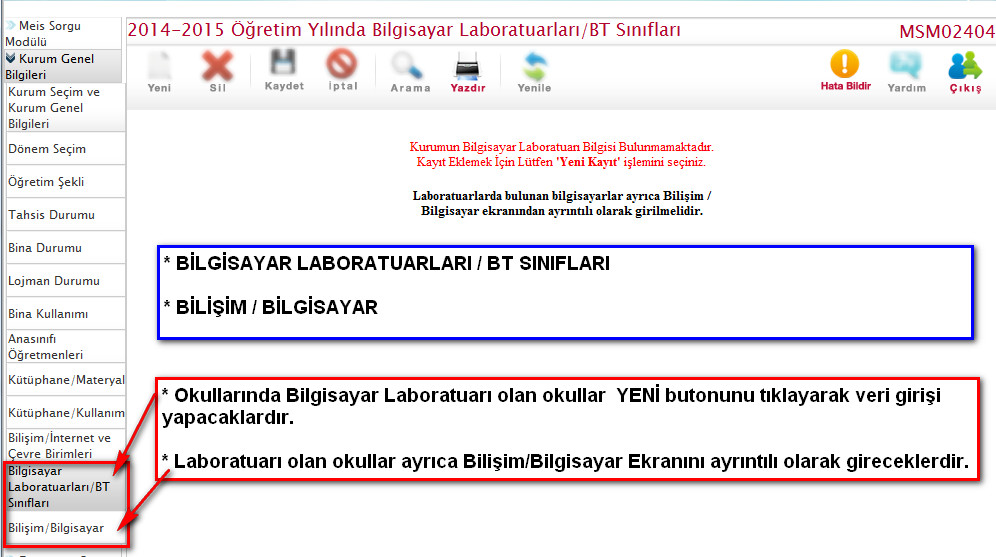 Meis Sorgu
Modülü
Kurum Genel
Bilgileri
Kurum Seçim ve
Kurum Genel
Bilgileri
Dönem Seçim
Öğretim Şekli
Tahsis Durumu
Bina Durumu
Lojman Durumu
Bina Kullanımı
Anasınıfı
Öğretmenleri
Kütüphane/Materyal
Kütüphane/Kullanım
Bilişim/İnternet ve
Çevre Birimleri
Bilgisayar
Laboratuarları/BT
Sınıfları
Bilişim/Bilgisayar
2014-2015 Öğretim Yılında Bilgisayar Laboratuarları/BT Sınıfları
MSM02404
Yeni
Sil
Kaydet
İptal
Arama
Yazdır
Yenile
Hata Bildir
Yardım
Çıkış
Kurumun Bilgisayar Laboratuarı Bilgisi Bulunmamaktadır.
Kayıt Eklemek İçin Lütfen 'Yeni Kayıt' işlemini seçiniz.
Laboratuarlarda bulunan bilgisayarlar ayrıca Bilişim /
Bilgisayar ekranından ayrıntılı olarak girilmelidir.
* BİLGİSAYAR LABORATUARLARI / BT SINIFLARI
* BİLİŞİM / BİLGİSAYAR
* Okullarında Bilgisayar Laboratuarı olan okullar YENİ butonunu tıklayarak veri girişi
yapacaklardır.
* Laboratuarı olan okullar ayrıca Bilişim/Bilgisayar Ekranını ayrıntılı olarak gireceklerdir.